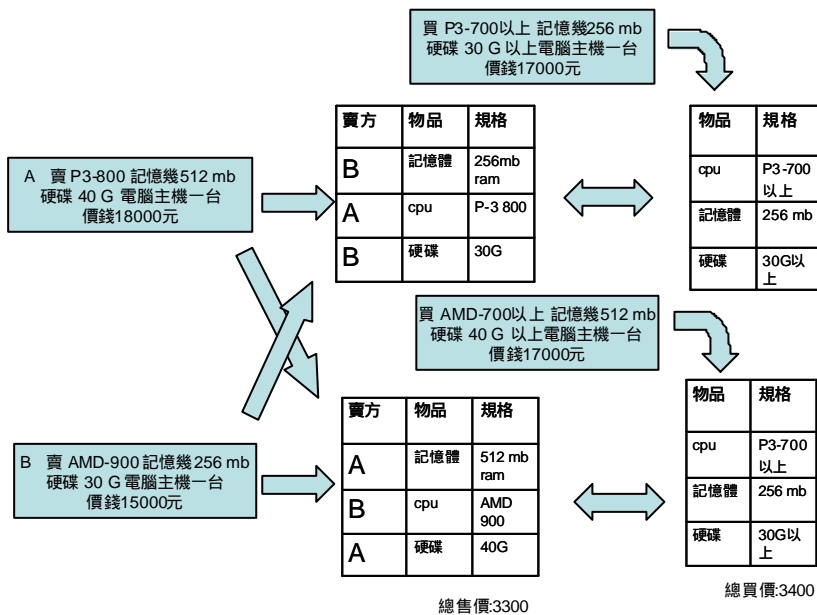 買 P3-700以上 記憶幾256 mb
硬碟 30 G 以上電腦主機一台
價錢17000元
賣方 物品 規格
B 記憶體 256mb
ram
A cpu P-3 800
B 硬碟 30G
物品 規格
cpu P3-700
以上
記憶體 256 mb
硬碟 30G以
上
A 賣 P3-800 記憶幾512 mb
硬碟 40 G 電腦主機一台
價錢18000元
買 AMD-700以上 記憶幾512 mb
硬碟 40 G 以上電腦主機一台
價錢17000元
B 賣 AMD-900 記憶幾256 mb
硬碟 30 G 電腦主機一台
價錢15000元
賣方 物品 規格
A 記憶體 512 mb
ram
B cpu AMD
900
A 硬碟 40G
物品 規格
cpu P3-700
以上
記憶體 256 mb
硬碟 30G以
上
總售價:3300
總買價:3400